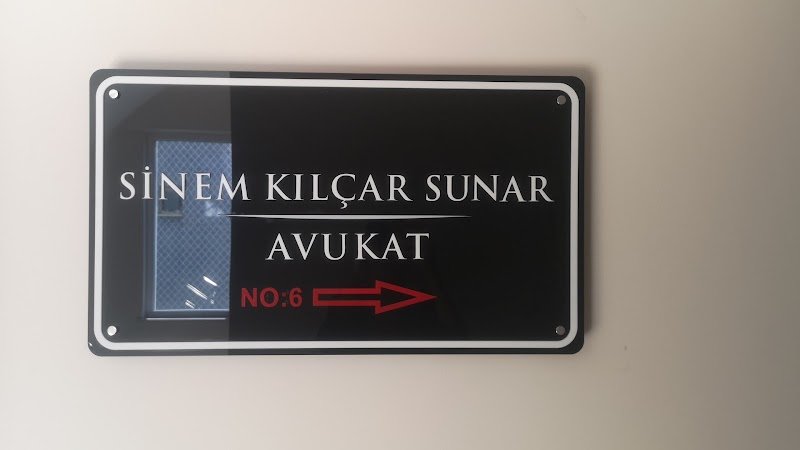 SİNEM KILÇAR SUNAR
AVUKAT
NO:6